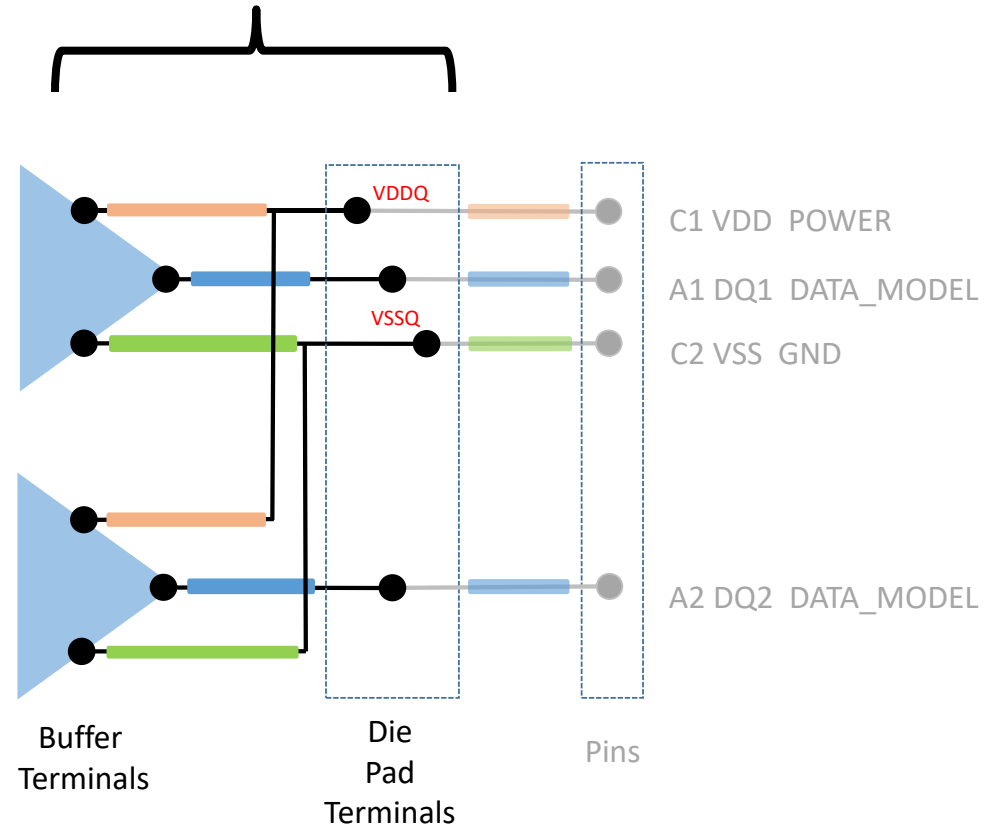 VDDQ
C1 VDD POWER
A1 DQ1 DATA_MODEL
VSSQ
C2 VSS GND
A2 DQ2 DATA_MODEL
Buffer
Terminals
Die
Pad
Terminals
Pins